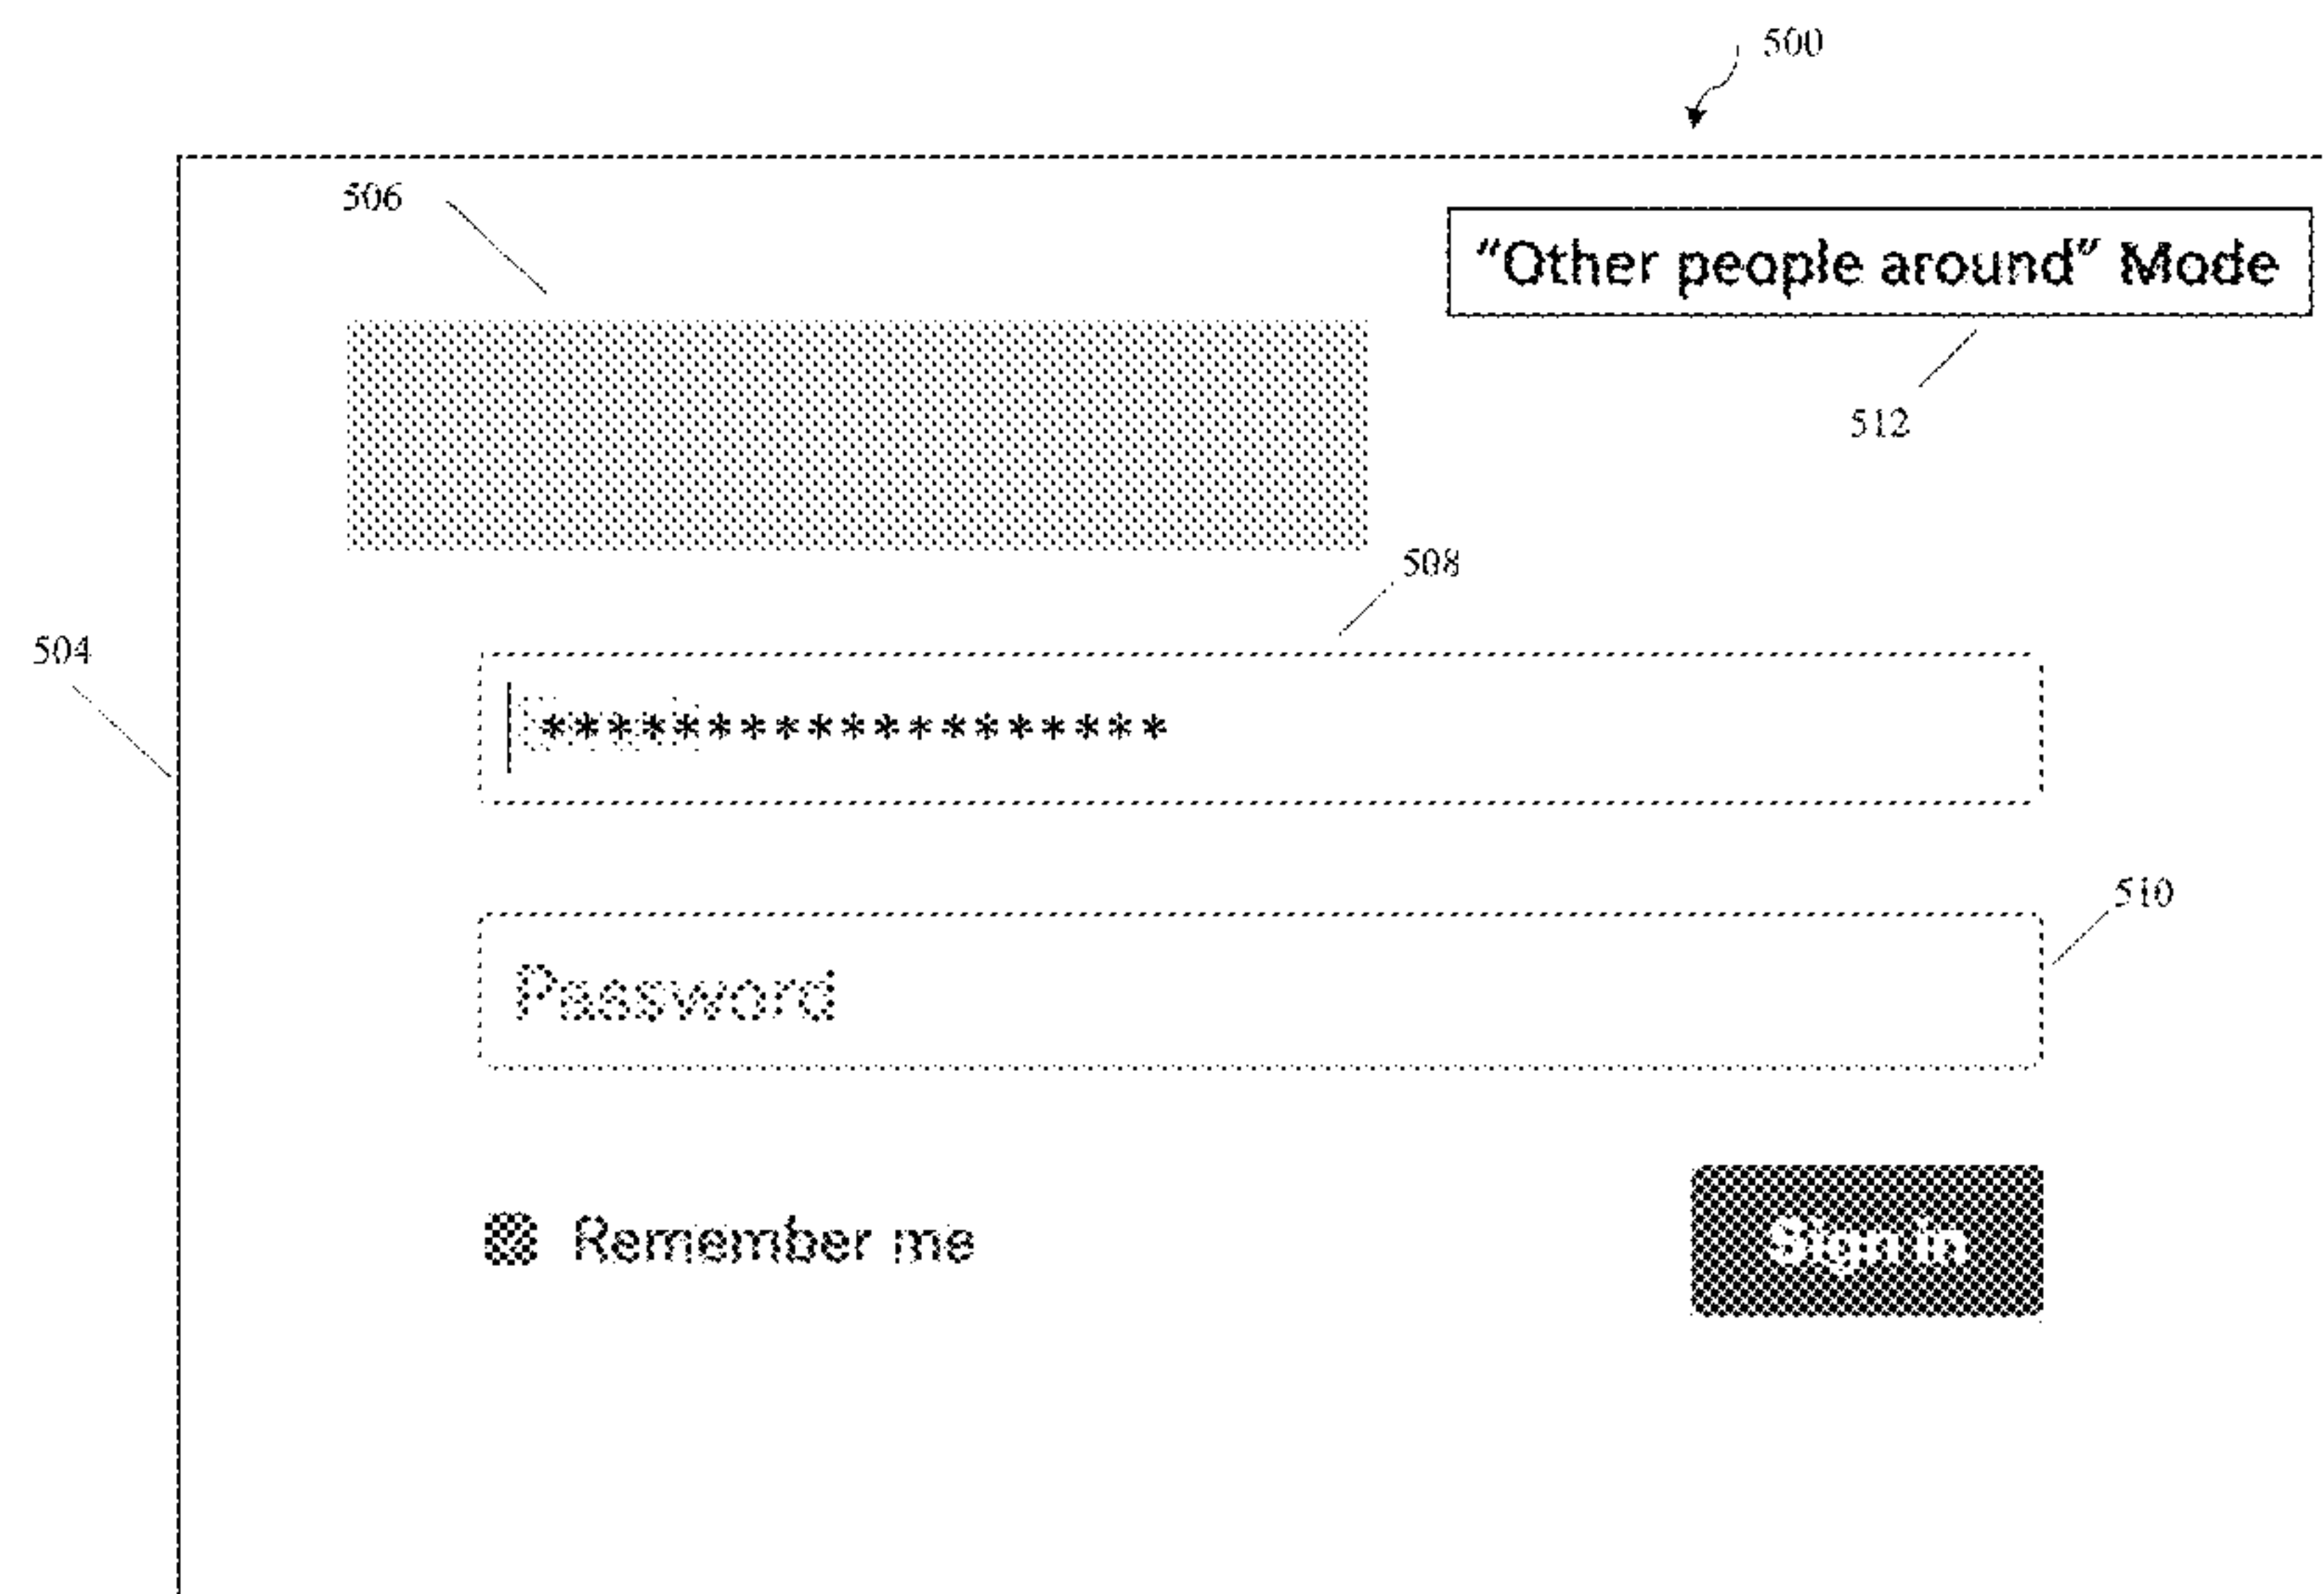 500
506
“Other people around” Mode
512
508
504
*******************
510
Password
Remember me
Sign in